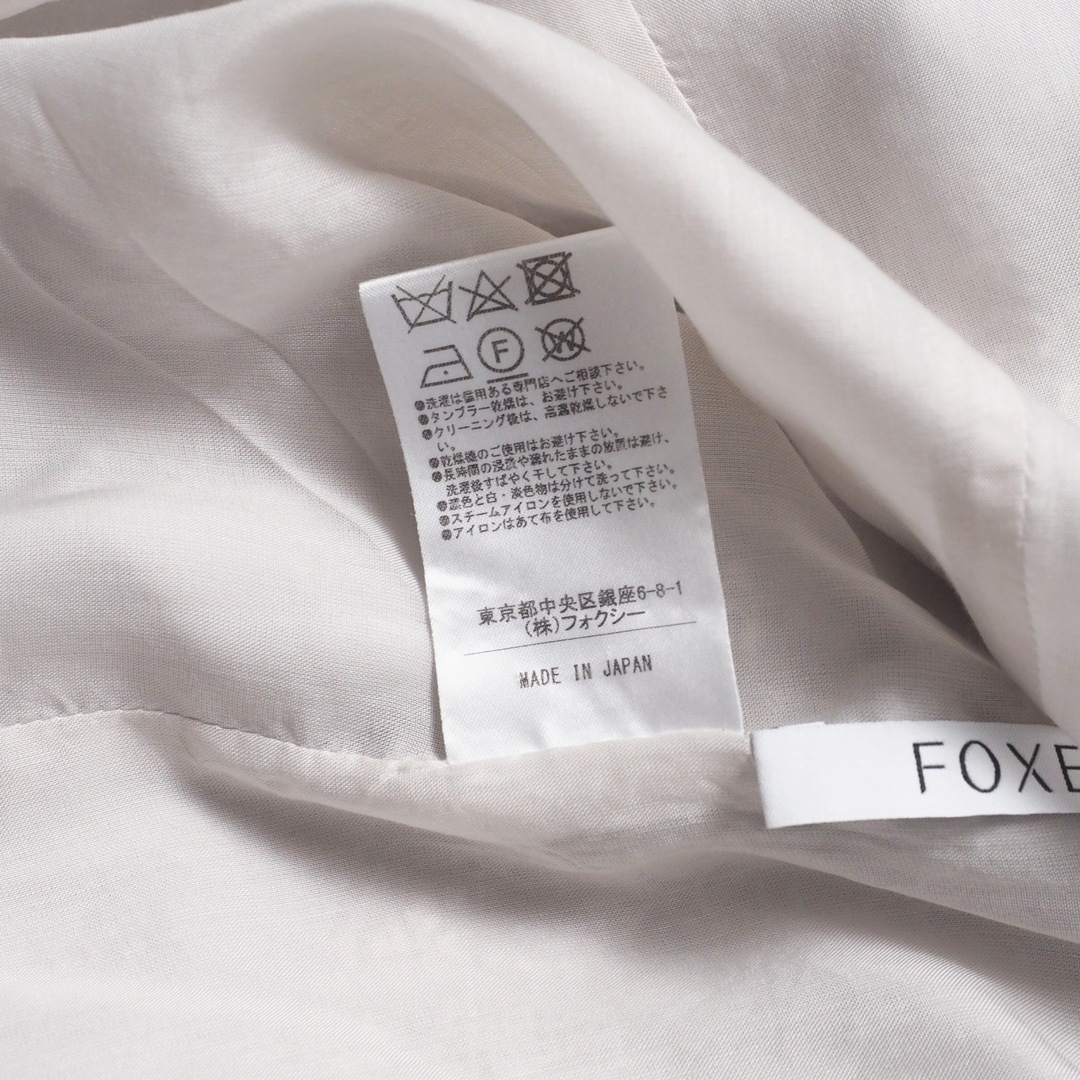 F
W
●洗濯は信用ある専門店へご相談下さい。
●タンブラー乾燥は、お避け下さい。
●クリーニング後は、高温乾燥しないで下さ
い。
●乾燥機のご使用はお避け下さい。
●長時間の浸漬や濡れたままの放置は避け、
洗濯後すばやく干して下さい。
●濃色と白・淡色物は分けて洗って下さい。
●スチームアイロンを使用しないで下さい。
●アイロンはあて布を使用して下さい。
東京都中央区銀座6-8-1
(株)フォクシー
MADE IN JAPAN
FOXE